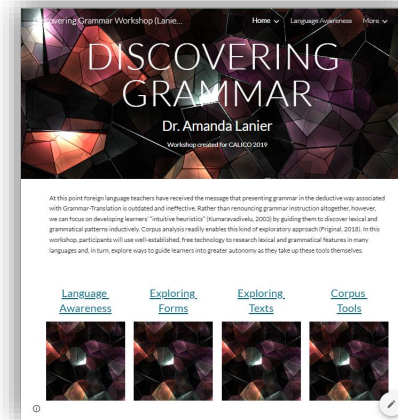 Discovering Grammar Workshop (Lanie...
Home
Language Awareness
More
DISCOVERING
GRAMMAR
Dr. Amanda Lanier
Workshop created for CALICO 2019
At this point foreign language teachers have received the message that presenting grammar in the deductive way associated
with Grammar-Translation is outdated and ineffective. Rather than renouncing grammar instruction altogether, however,
we can focus on developing learners' "intuitive heuristics" (Kumaravadivelu, 2003) by guiding them to discover lexical and
grammatical patterns inductively. Corpus analysis readily enables this kind of exploratory approach (Friginal, 2018). In this
workshop, participants will use well-established, free technology to research lexical and grammatical features in many
languages and, in turn, explore ways to guide learners into greater autonomy as they take up these tools themselves.
Language
Awareness
Exploring
Forms
Exploring
Texts
Corpus
Tools